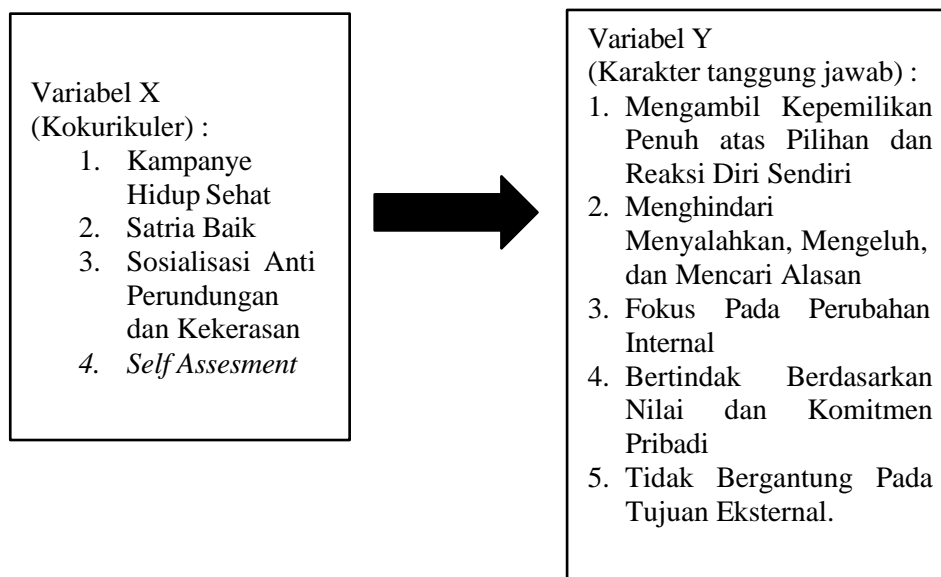 Variabel X
(Kokurikuler) :
1. Kampanye
Hidup Sehat
2. Satria Baik
3. Sosialisasi Anti
Perundungan
dan Kekerasan
4. Self Assesment
Variabel Y
(Karakter tanggung jawab) :
1. Mengambil Kepemilikan
Penuh atas Pilihan dan
Reaksi Diri Sendiri
2. Menghindari
Menyalahkan, Mengeluh,
dan Mencari Alasan
3. Fokus Pada Perubahan
Internal
4. Bertindak Berdasarkan
Nilai dan Komitmen
Pribadi
5. Tidak Bergantung Pada
Tujuan Eksternal.